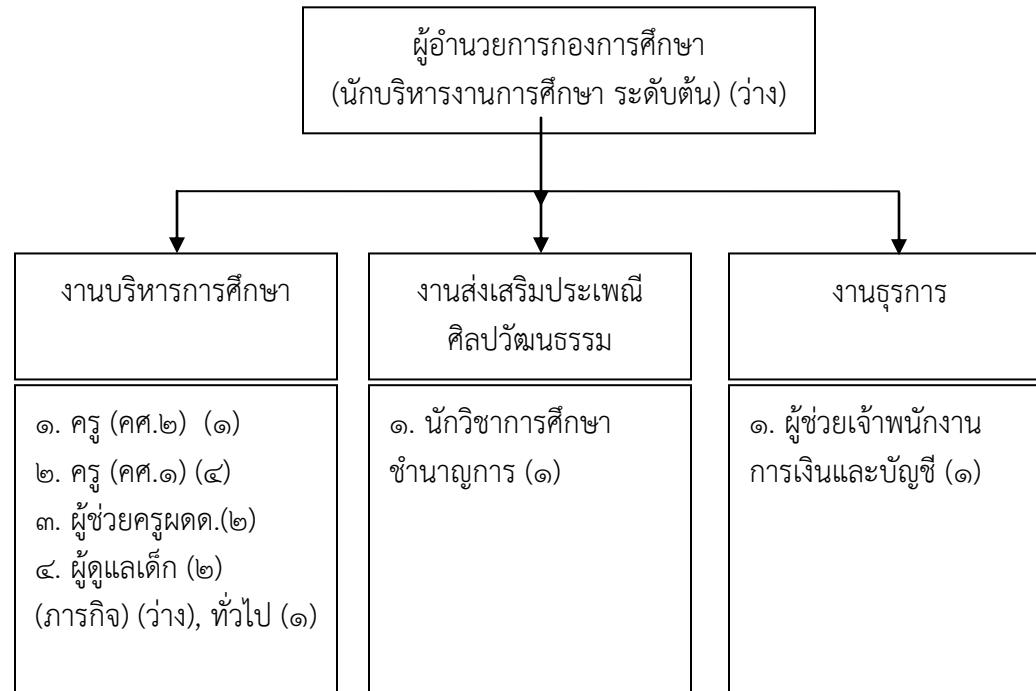 ผู้อำนวยการกองการศึกษา
(นักบริหารงานการศึกษา ระดับต้น) (ว่าง)
งานบริหารการศึกษา
งานส่งเสริมประเพณี
ศิลปวัฒนธรรม
งานธุรการ
๑. ครู (คศ.๒) (๑)
๒. ครู (คศ.๑) (๔)
๓. ผู้ช่วยครูผดด.(๒)
๔. ผู้ดูแลเด็ก (๒)
(ภารกิจ) (ว่าง), ทั่วไป (๑)
๑. นักวิชาการศึกษา
ชำนาญการ (๑)
๑. ผู้ช่วยเจ้าพนักงาน
การเงินและบัญชี (๑)